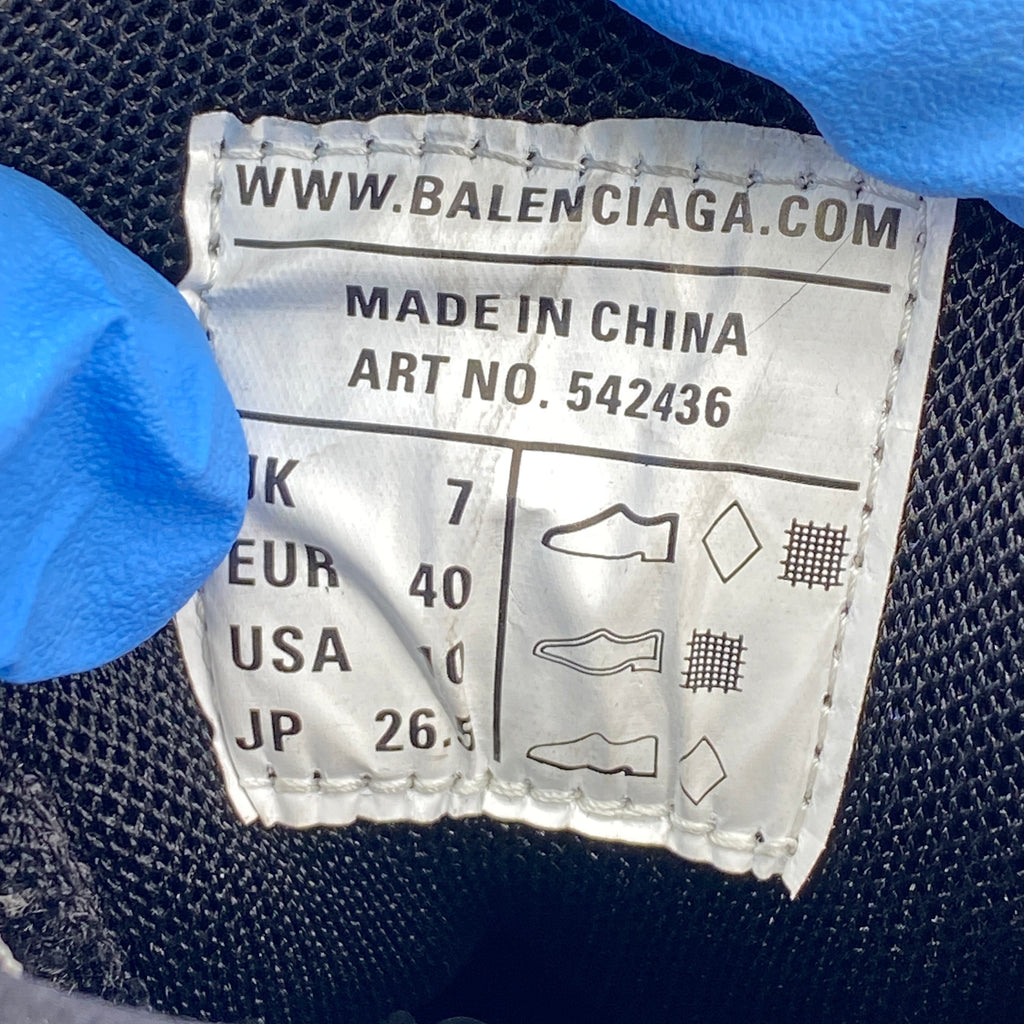 WWW.BALENCIAGA.COM
MADE IN CHINA
ART NO. 542436
UK 7
EUR 40
USA 10
JP 26.5